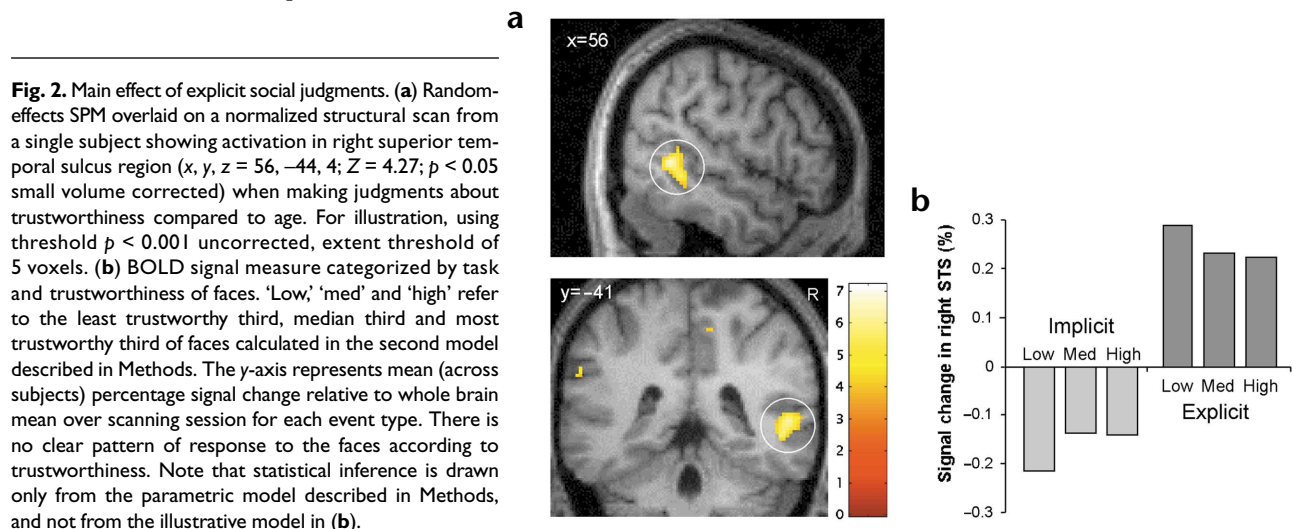 Fig. 2. Main effect of explicit social judgments. (a) Random-
effects SPM overlaid on a normalized structural scan from
a single subject showing activation in right superior tem-
poral sulcus region (x, y, z = 56, –44, 4; Z = 4.27; p < 0.05
small volume corrected) when making judgments about
trustworthiness compared to age. For illustration, using
threshold p < 0.001 uncorrected, extent threshold of
5 voxels. (b) BOLD signal measure categorized by task
and trustworthiness of faces. ‘Low,’ ‘med’ and ‘high’ refer
to the least trustworthy third, median third and most
trustworthy third of faces calculated in the second model
described in Methods. The y-axis represents mean (across
subjects) percentage signal change relative to whole brain
mean over scanning session for each event type. There is
no clear pattern of response to the faces according to
trustworthiness. Note that statistical inference is drawn
only from the parametric model described in Methods,
and not from the illustrative model in (b).
a
x=56
y=-41
R
7
6
5
4
3
2
1
0
b
Signal change in right STS (%)
0.3
0.2
0.1
0
–0.1
–0.2
–0.3
Implicit
Low Med High
Low Med High
Explicit